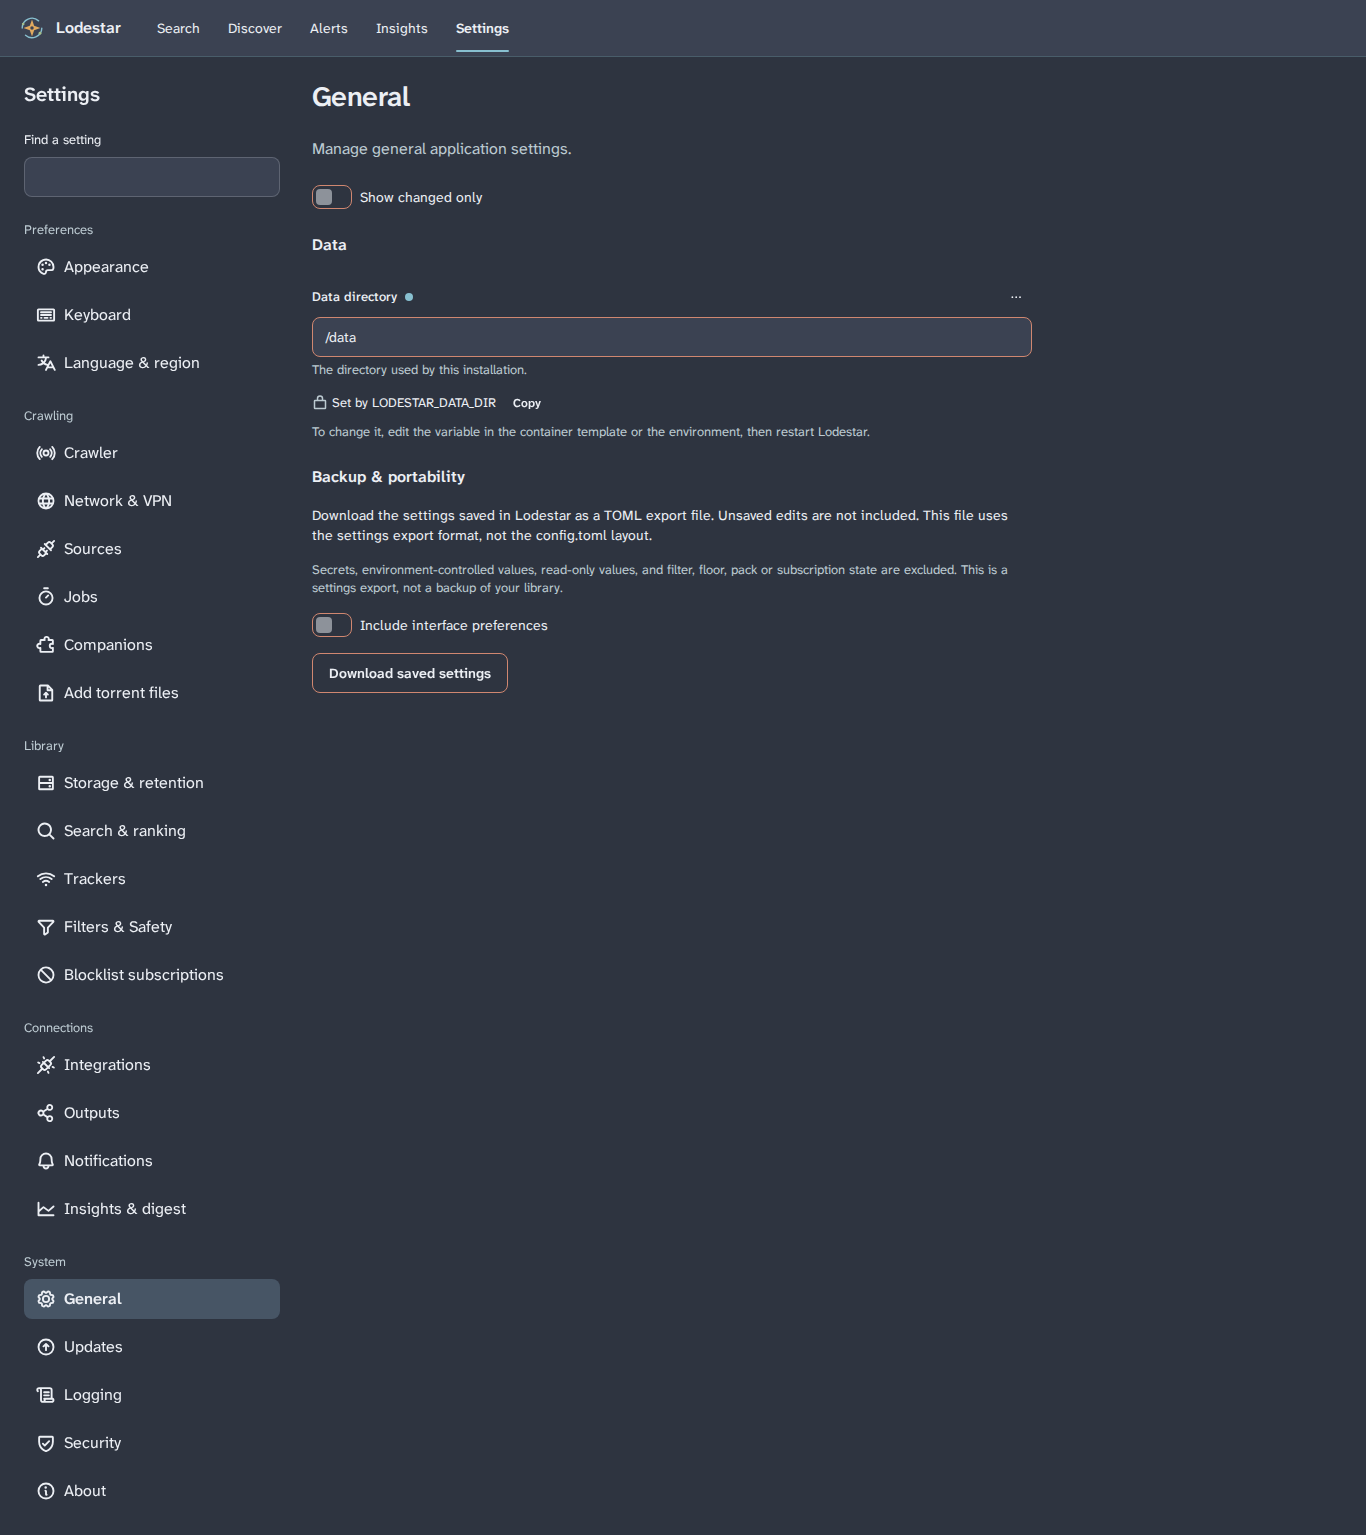 Lodestar
Search
Discover
Alerts
Insights
Settings
Settings
Find a setting
Preferences
Appearance
Keyboard
Language & region
Crawling
Crawler
Network & VPN
Sources
Jobs
Companions
Add torrent files
Library
Storage & retention
Search & ranking
Trackers
Filters & Safety
Blocklist subscriptions
Connections
Integrations
Outputs
Notifications
Insights & digest
System
General
Updates
Logging
Security
About
General
Manage general application settings.
Show changed only
Data
Data directory
...
/data
The directory used by this installation.
Set by LODESTAR_DATA_DIR
Copy
To change it, edit the variable in the container template or the environment, then restart Lodestar.
Backup & portability
Download the settings saved in Lodestar as a TOML export file. Unsaved edits are not included. This file uses
the settings export format, not the config.toml layout.
Secrets, environment-controlled values, read-only values, and filter, floor, pack or subscription state are excluded. This is a
settings export, not a backup of your library.
Include interface preferences
Download saved settings